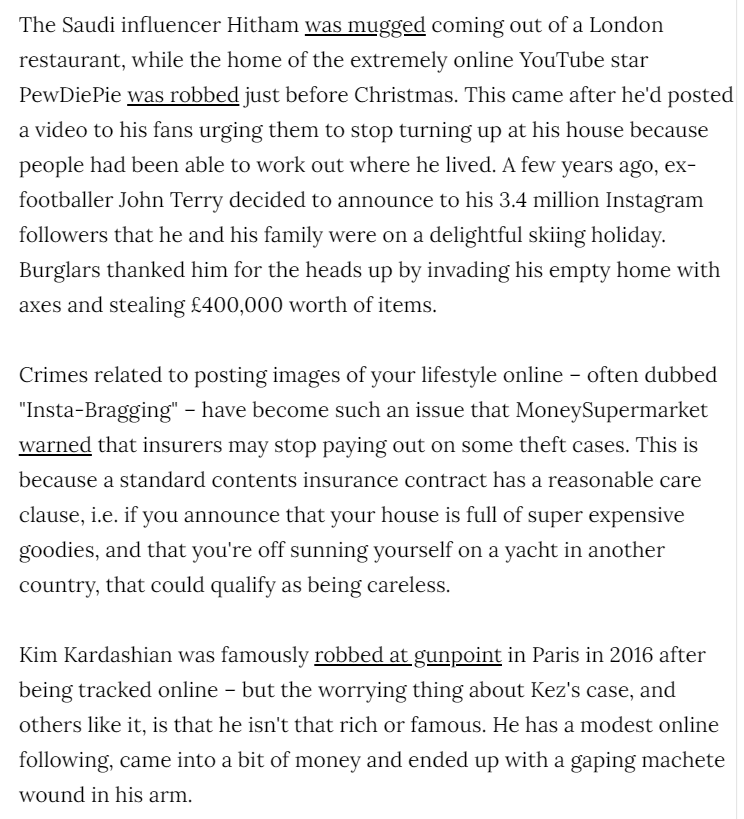 The Saudi influencer Hitham was mugged coming out of a London
restaurant, while the home of the extremely online YouTube star
PewDiePie was robbed just before Christmas. This came after he'd posted
a video to his fans urging them to stop turning up at his house because
people had been able to work out where he lived. A few years ago, ex-
footballer John Terry decided to announce to his 3.4 million Instagram
followers that he and his family were on a delightful skiing holiday.
Burglars thanked him for the heads up by invading his empty home with
axes and stealing £400,000 worth of items.
Crimes related to posting images of your lifestyle online – often dubbed
"Insta-Bragging" – have become such an issue that MoneySupermarket
warned that insurers may stop paying out on some theft cases. This is
because a standard contents insurance contract has a reasonable care
clause, i.e. if you announce that your house is full of super expensive
goodies, and that you're off sunning yourself on a yacht in another
country, that could qualify as being careless.
Kim Kardashian was famously robbed at gunpoint in Paris in 2016 after
being tracked online – but the worrying thing about Kez's case, and
others like it, is that he isn't that rich or famous. He has a modest online
following, came into a bit of money and ended up with a gaping machete
wound in his arm.